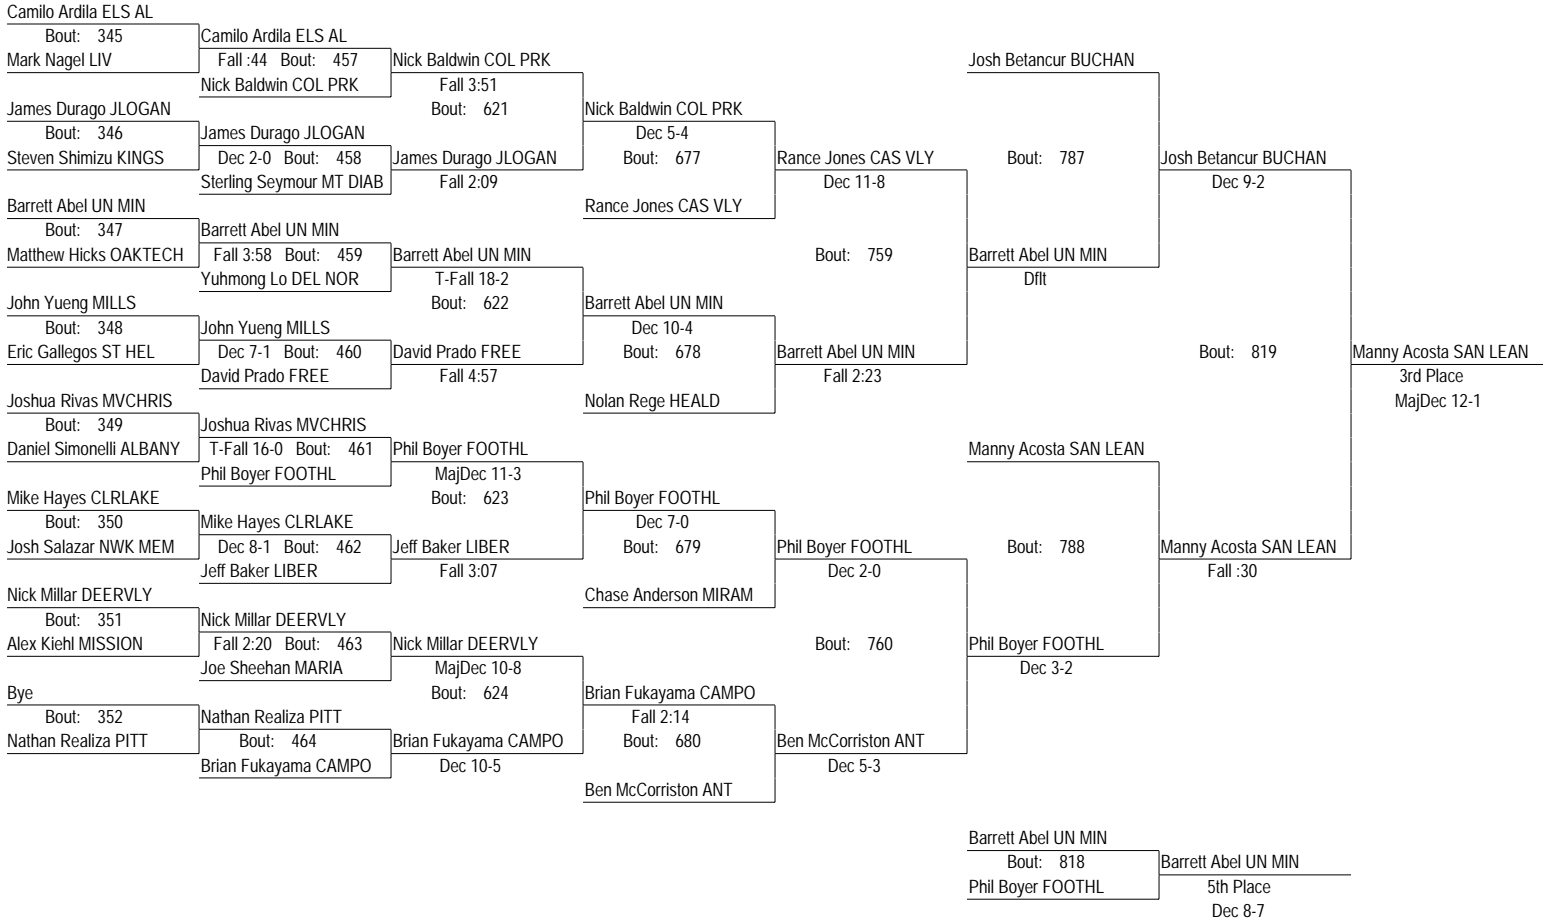 Camilo Ardila ELS AL
Bout: 345
Mark Nagel LIV
James Durago JLOGAN
Bout: 346
Steven Shimizu KINGS
Barrett Abel UN MIN
Bout: 347
Matthew Hicks OAKTECH
John Yueng MILLS
Bout: 348
Eric Gallegos ST HEL
Joshua Rivas MVCHRIS
Bout: 349
Daniel Simonelli ALBANY
Mike Hayes CLRLAKE
Bout: 350
Josh Salazar NWK MEM
Nick Millar DEERVLY
Bout: 351
Alex Kiehl MISSION
Bye
Bout: 352
Nathan Realiza PITT
Camilo Ardila ELS AL
Fall :44 Bout: 457
Nick Baldwin COL PRK
James Durago JLOGAN
Dec 2-0 Bout: 458
Sterling Seymour MT DIAB
Barrett Abel UN MIN
Fall 3:58 Bout: 459
Yuhmong Lo DEL NOR
John Yueng MILLS
Dec 7-1 Bout: 460
David Prado FREE
Joshua Rivas MVCHRIS
T-Fall 16-0 Bout: 461
Phil Boyer FOOTHL
Mike Hayes CLRLAKE
Dec 8-1 Bout: 462
Jeff Baker LIBER
Nick Millar DEERVLY
Fall 2:20 Bout: 463
Joe Sheehan MARIA
Nathan Realiza PITT
Bout: 464
Brian Fukayama CAMPO
Nick Baldwin COL PRK
Fall 3:51
Bout: 621
James Durago JLOGAN
Fall 2:09
Barrett Abel UN MIN
T-Fall 18-2
Bout: 622
David Prado FREE
Fall 4:57
Phil Boyer FOOTHL
MajDec 11-3
Bout: 623
Jeff Baker LIBER
Fall 3:07
Nick Millar DEERVLY
MajDec 10-8
Bout: 624
Brian Fukayama CAMPO
Dec 10-5
Nick Baldwin COL PRK
Dec 5-4
Bout: 677
Rance Jones CAS VLY
Barrett Abel UN MIN
Dec 10-4
Bout: 678
Nolan Rege HEALD
Phil Boyer FOOTHL
Dec 7-0
Bout: 679
Chase Anderson MIRAM
Brian Fukayama CAMPO
Fall 2:14
Bout: 680
Ben McCorriston ANT
Rance Jones CAS VLY
Dec 11-8
Bout: 759
Barrett Abel UN MIN
Fall 2:23
Phil Boyer FOOTHL
Dec 2-0
Bout: 760
Ben McCorriston ANT
Dec 5-3
Josh Betancur BUCHAN
Bout: 787
Barrett Abel UN MIN
Dflt
Manny Acosta SAN LEAN
Bout: 788
Phil Boyer FOOTHL
Dec 3-2
Josh Betancur BUCHAN
Dec 9-2
Bout: 819
Manny Acosta SAN LEAN
Fall :30
Manny Acosta SAN LEAN
3rd Place
MajDec 12-1
Barrett Abel UN MIN
Bout: 818
Phil Boyer FOOTHL
Barrett Abel UN MIN
5th Place
Dec 8-7